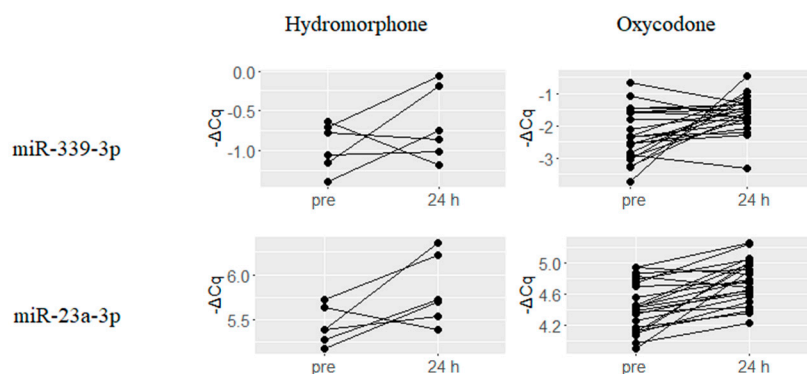 Hydromorphone Oxycodone
miR-339-3p
-ΔCq
0.0
-0.5
-1.0
pre 24 h
-ΔCq
-1
-2
-3
pre 24 h
miR-23a-3p
-ΔCq
6.0
5.5
pre 24 h
-ΔCq
5.0
4.6
4.2
pre 24 h